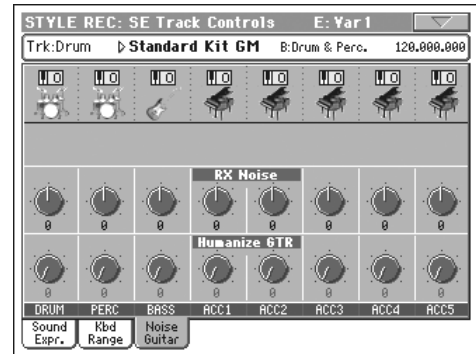 STYLE REC: SE Track Controls E: Var1
Trk:Drum Standard Kit GM B:Drum & Perc. 120.000.000
RX Noise
0 0 0 0 0 0 0 0
Humanize GTR
0 0 0 0 0 0 0 0
DRUM PERC BASS ACC1 ACC2 ACC3 ACC4 ACC5
Sound Expr. Kbd Range Noise Guitar